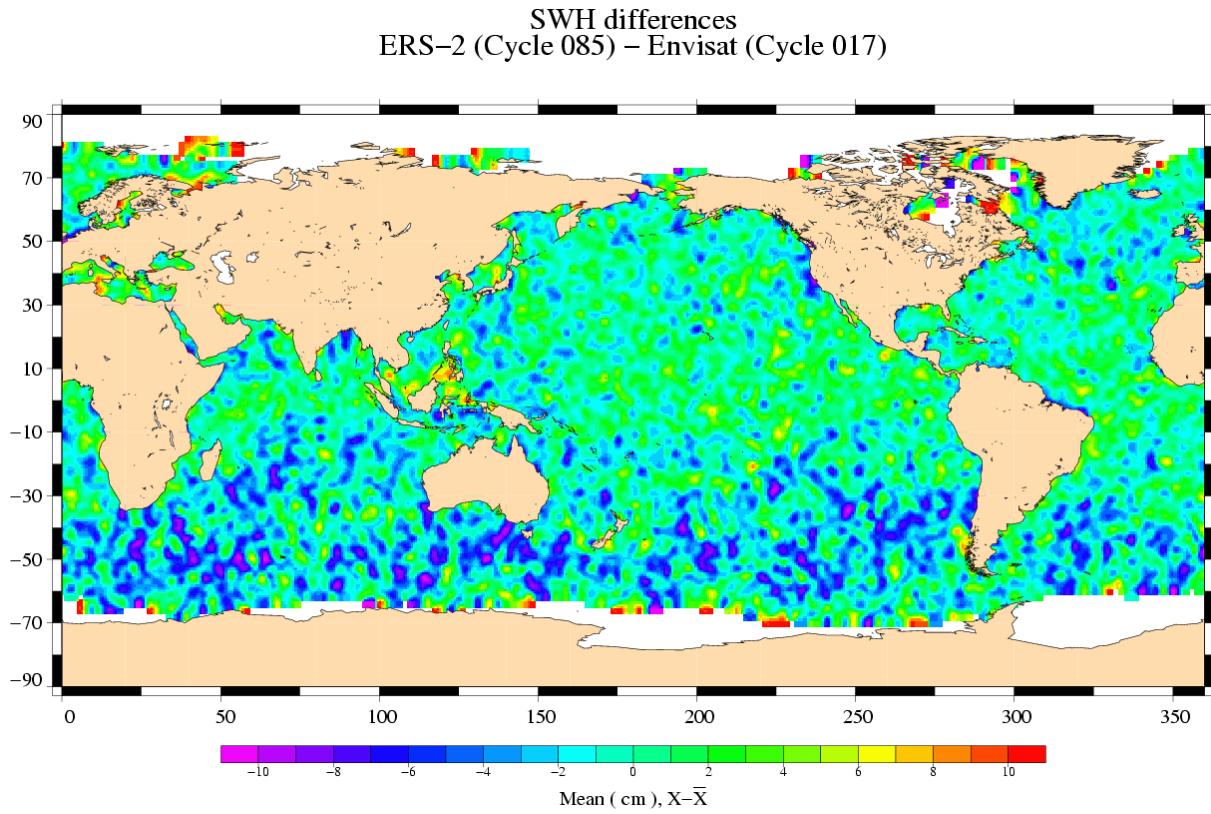 SWH differences
ERS−2 (Cycle 085) − Envisat (Cycle 017)
90
70
50
30
10
−10
−30
−50
−70
−90
0 50 100 150 200 250 300 350
−10 −8 −6 −4 −2 0 2 4 6 8 10
Mean ( cm ), X−X̅